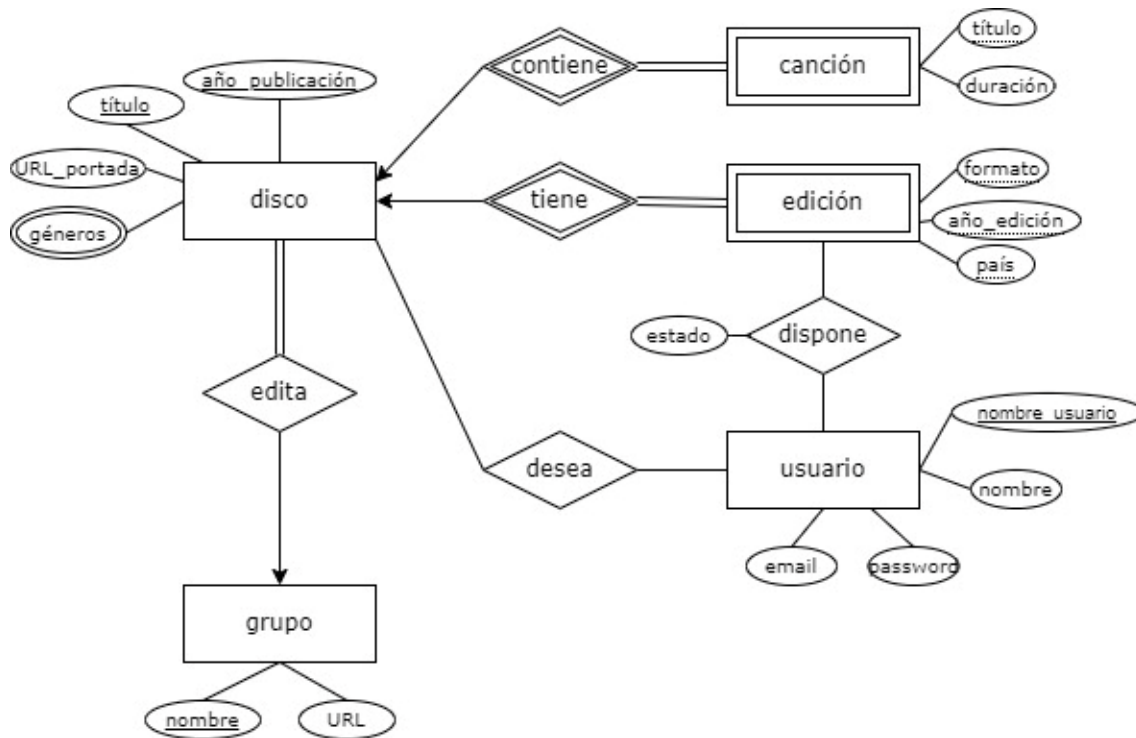 título
contiene
canción
año_publicación
duración
título
URL_portada
formato
disco
tiene
edición
géneros
año_edición
país
estado
dispone
edita
nombre_usuario
desea
usuario
nombre
email
password
grupo
nombre
URL